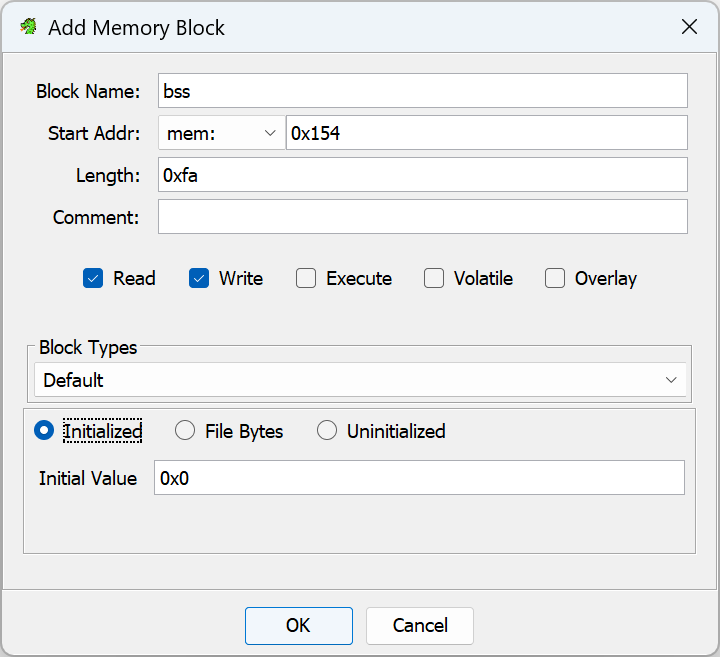 Add Memory Block
Block Name: bss
Start Addr: mem: 0x154
Length: 0xfa
Comment:
Read Write Execute Volatile Overlay
Block Types
Default
Initialized File Bytes Uninitialized
Initial Value 0x0
OK Cancel